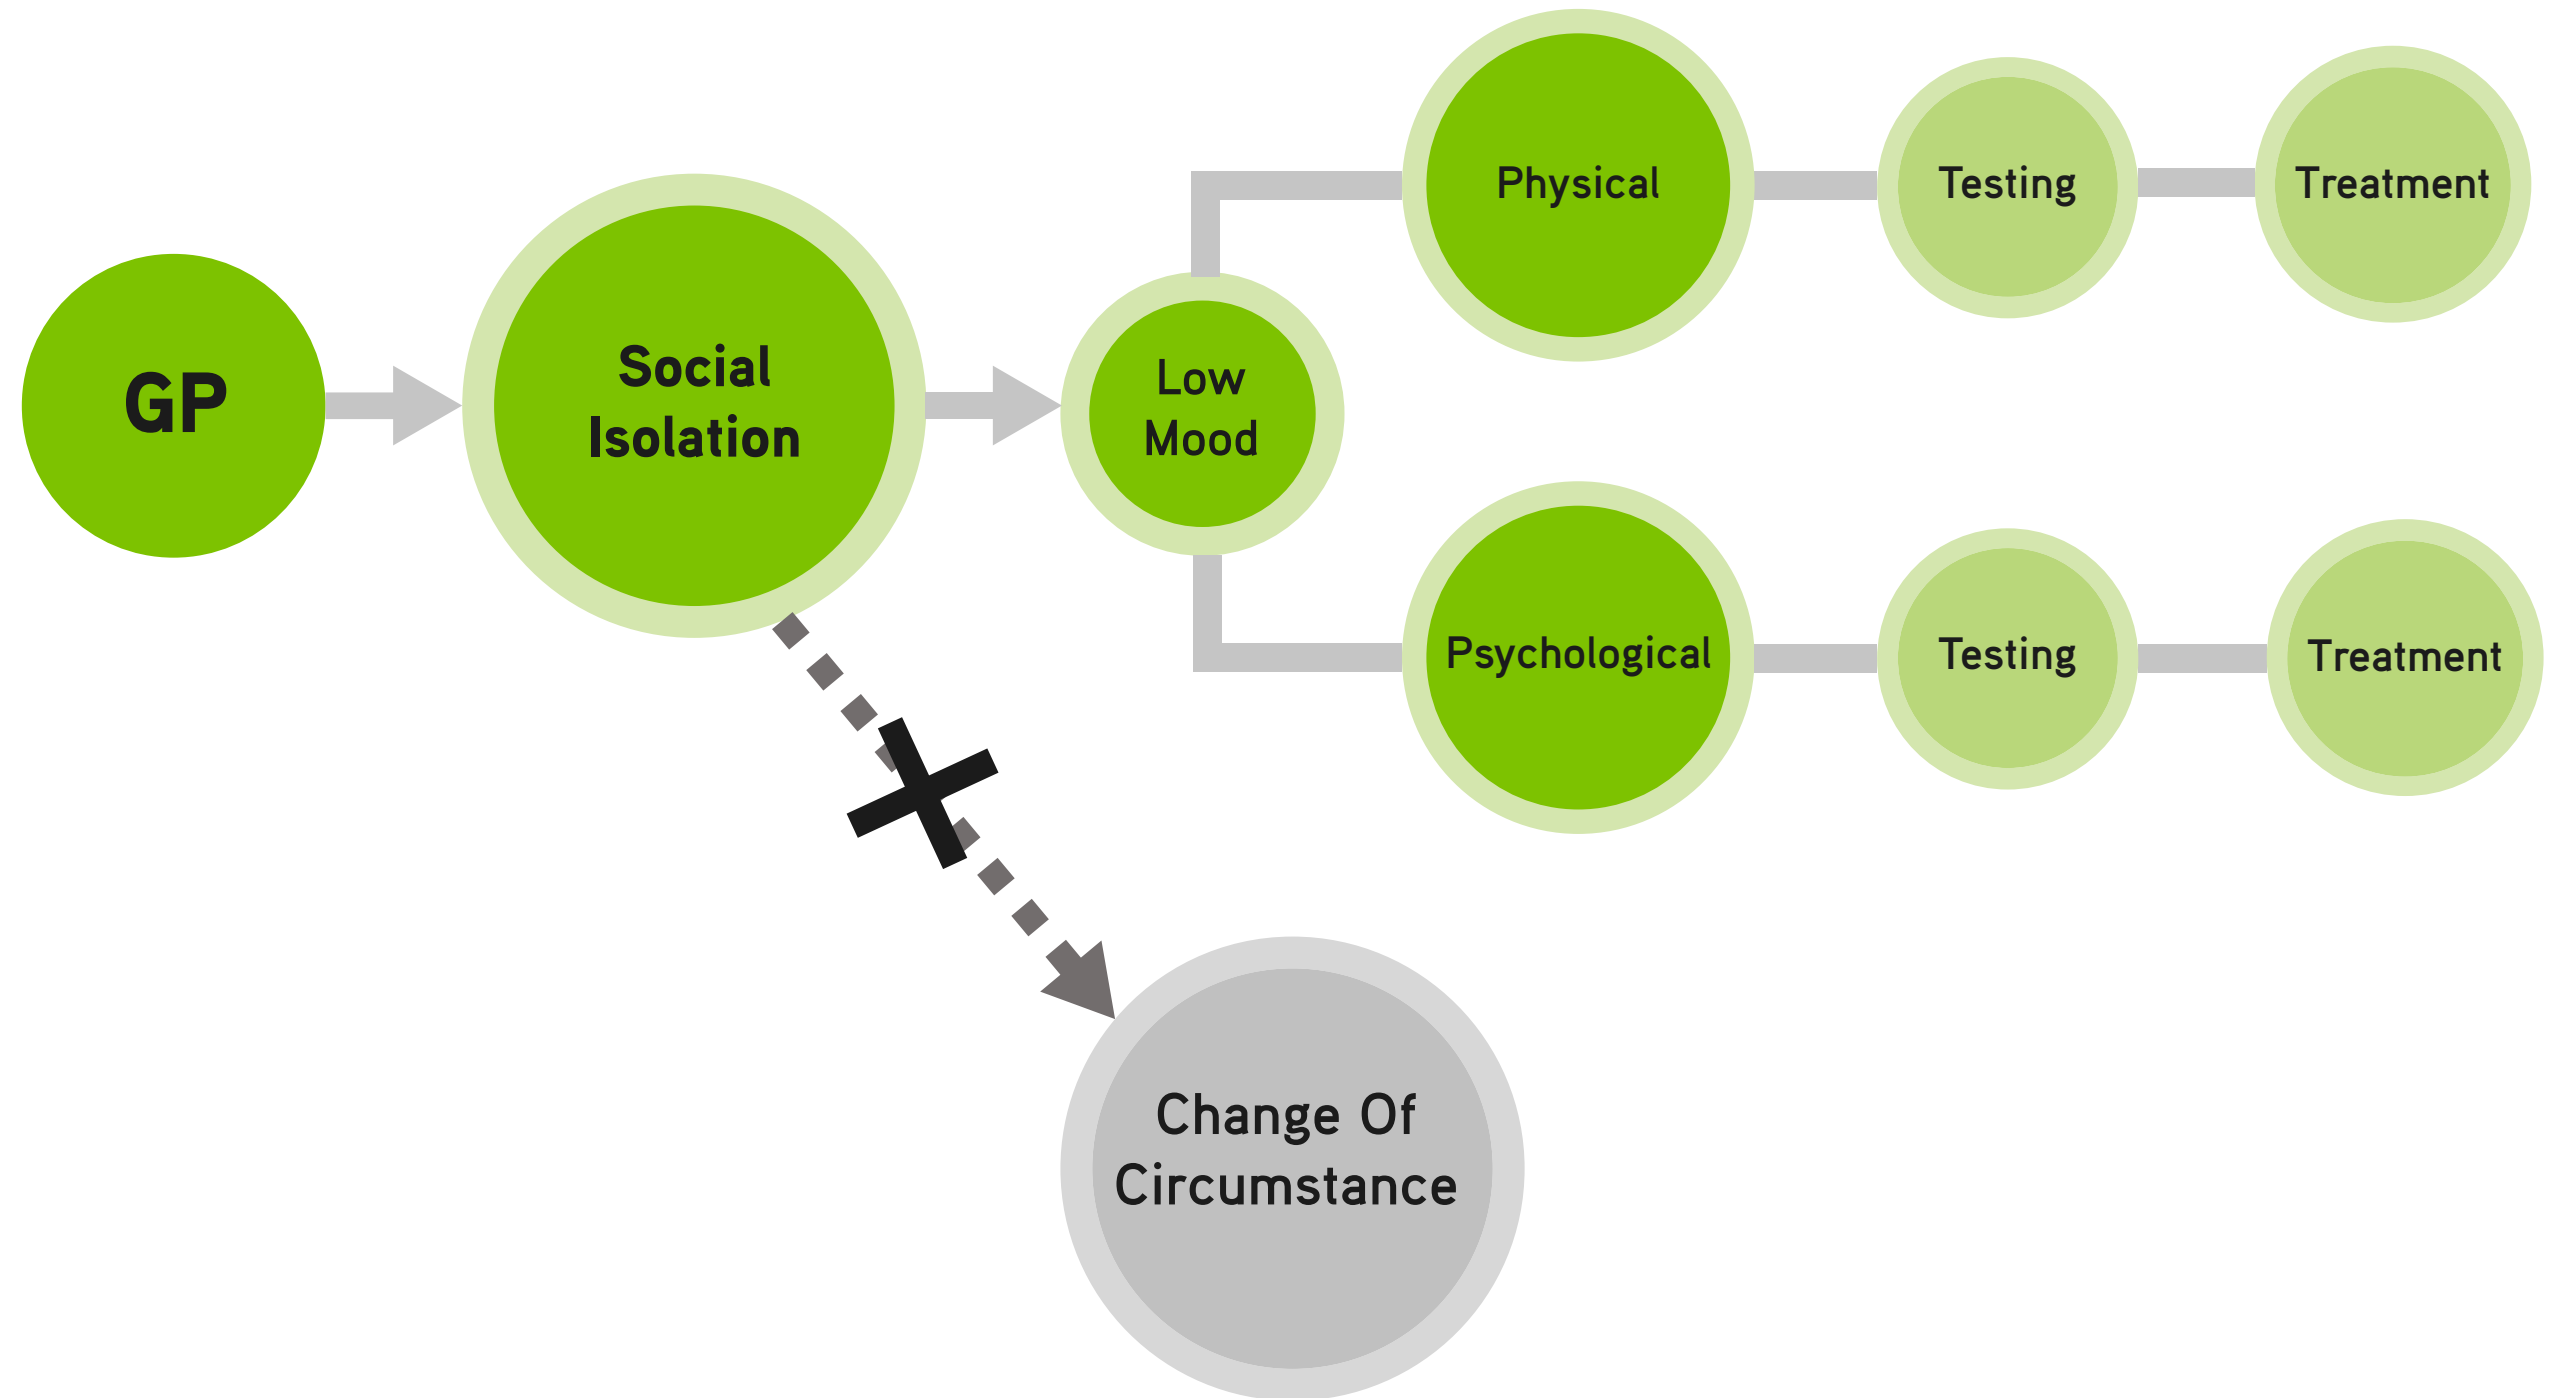 GP
Social
Isolation
Low
Mood
Physical
Testing
Treatment
Psychological
Testing
Treatment
Change Of
Circumstance